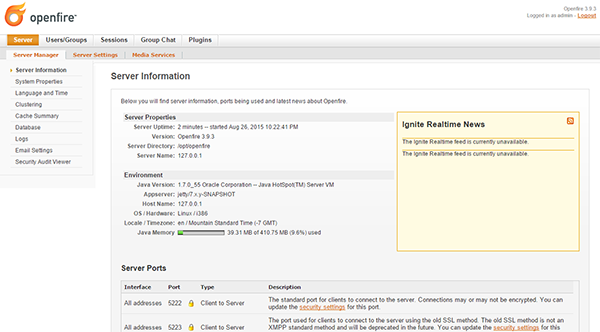 openfire™
Openfire 3.9.3
Logged in as admin - Logout
Server Users/Groups Sessions Group Chat Plugins
Server Manager Server Settings Media Services
Server Information
System Properties
Language and Time
Clustering
Cache Summary
Database
Logs
Email Settings
Security Audit Viewer
Server Information
Below you will find server information, ports being used and latest news about Openfire.
Server Properties
Server Uptime: 2 minutes -- started Aug 26, 2015 10:22:41 PM
Version: Openfire 3.9.3
Server Directory: /opt/openfire
Server Name: 127.0.0.1
Environment
Java Version: 1.7.0_55 Oracle Corporation -- Java HotSpot(TM) Server VM
Appserver: jetty/7.x.y-SNAPSHOT
Host Name: 127.0.0.1
OS / Hardware: Linux / i386
Locale / Timezone: en / Mountain Standard Time (-7 GMT)
Java Memory 39.31 MB of 410.75 MB (9.6%) used
Ignite Realtime News
The Ignite Realtime feed is currently unavailable.
The Ignite Realtime feed is currently unavailable.
Server Ports
Interface Port Type Description
All addresses 5222 Client to Server The standard port for clients to connect to the server. Connections may or may not be encrypted. You can
update the security settings for this port.
The port used for clients to connect to the server using the old SSL method. The old SSL method is not an
All addresses 5223 Client to Server XMPP standard method and will be deprecated in the future. You can update the security settings for this